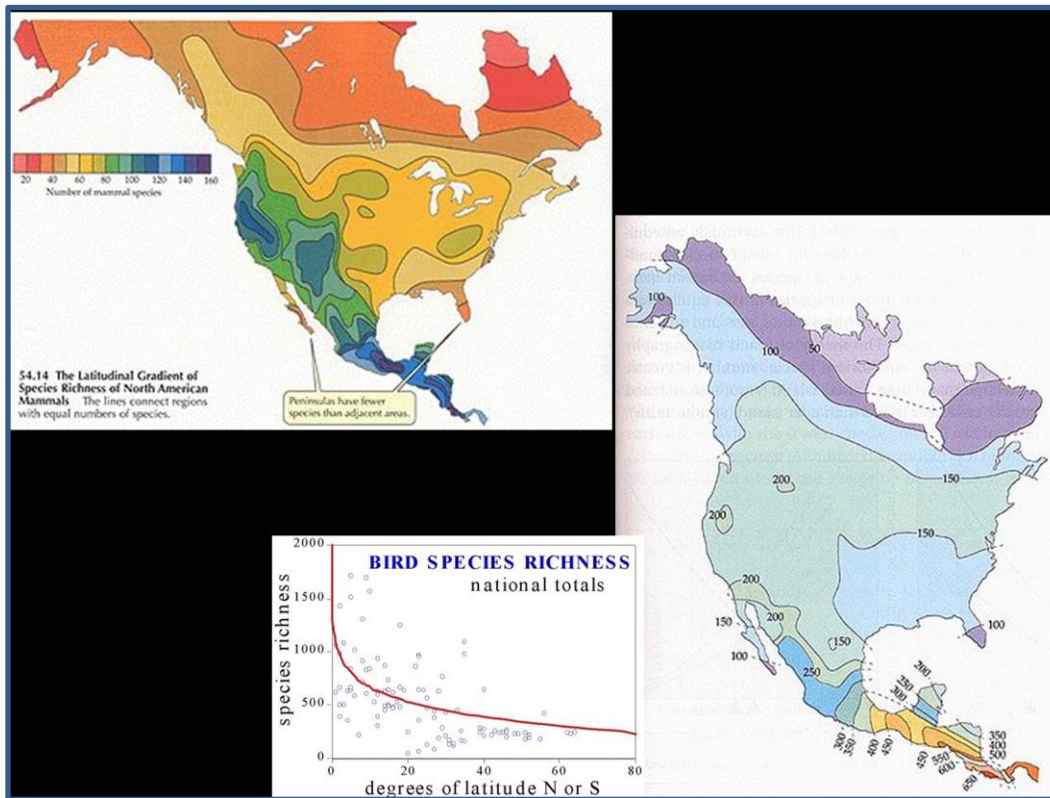 20 40 60 80 100 120 140 160
Number of mammal species
54.14 The Latitudinal Gradient of
Species Richness of North American
Mammals The lines connect regions
with equal numbers of species.
Peninsulas have fewer
species than adjacent areas.
100
100
50
150
200
200
150
200
200
150
150
100
100
250
200
250
300
300
350
400
450
350
400
500
450
550
600
650
BIRD SPECIES RICHNESS
national totals
species richness
2000
1500
1000
500
0
0 20 40 60 80
degrees of latitude N or S